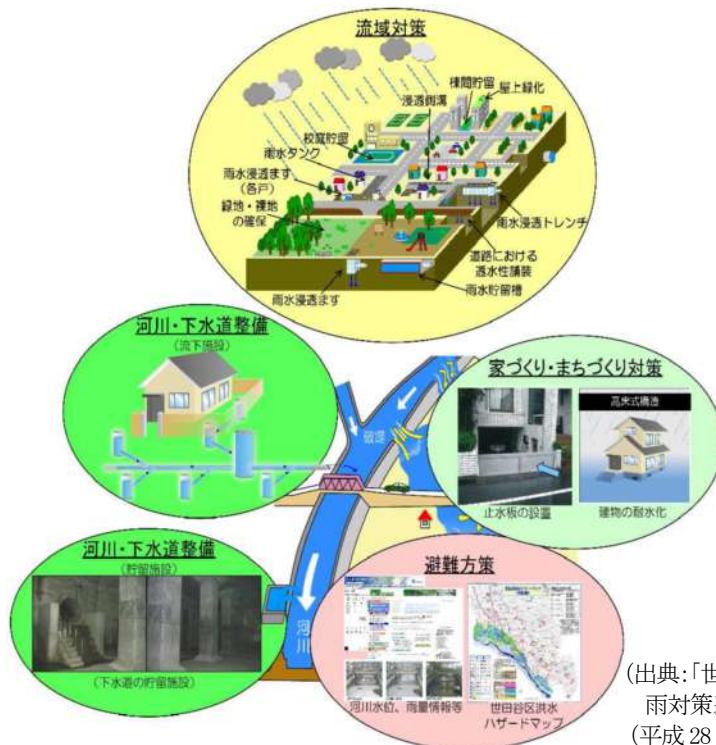 流域対策
棟間貯留
屋上緑化
浸透側溝
校庭貯留
雨水タンク
雨水浸透ます
(各戸)
緑地・裸地
の確保
雨水浸透トレンチ
道路における
透水性舗装
雨水貯留槽
雨水浸透ます
河川・下水道整備
(流下施設)
家づくり・まちづくり対策
高床式構造
止水板の設置
建物の耐水化
破堤
河川・下水道整備
(貯留施設)
(下水道の貯留施設)
河川
避難方策
河川水位、雨量情報等
世田谷区洪水
ハザードマップ
(出典:「世
雨対策
(平成 28